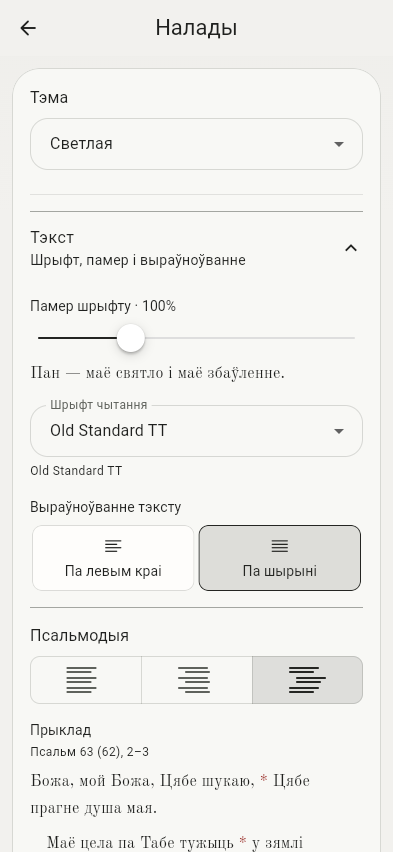 Налады
Тэма
Светлая
Тэкст
Шрыфт, памер і выраўноўванне
Памер шрыфту · 100%
Пан — маё святло і маё збаўленне.
Шрыфт чытання
Old Standard TT
Old Standard TT
Выраўноўванне тэксту
Па левым краі
Па шырыні
Псальмодыя
Прыклад
Псальм 63 (62), 2–3
Божа, мой Божа, Цябе шукаю, * Цябе
прагне душа мая.
Маё цела па Табе тужыць * у зямлі